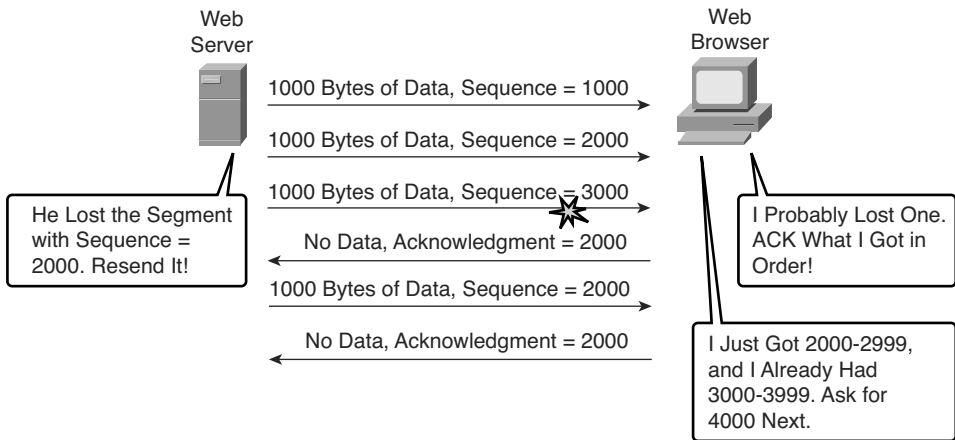 Web
Server
Web
Browser
1000 Bytes of Data, Sequence = 1000
1000 Bytes of Data, Sequence = 2000
1000 Bytes of Data, Sequence = 3000
He Lost the Segment
with Sequence =
2000. Resend It!
I Probably Lost One.
ACK What I Got in
Order!
No Data, Acknowledgment = 2000
1000 Bytes of Data, Sequence = 2000
No Data, Acknowledgment = 2000
I Just Got 2000-2999,
and I Already Had
3000-3999. Ask for
4000 Next.